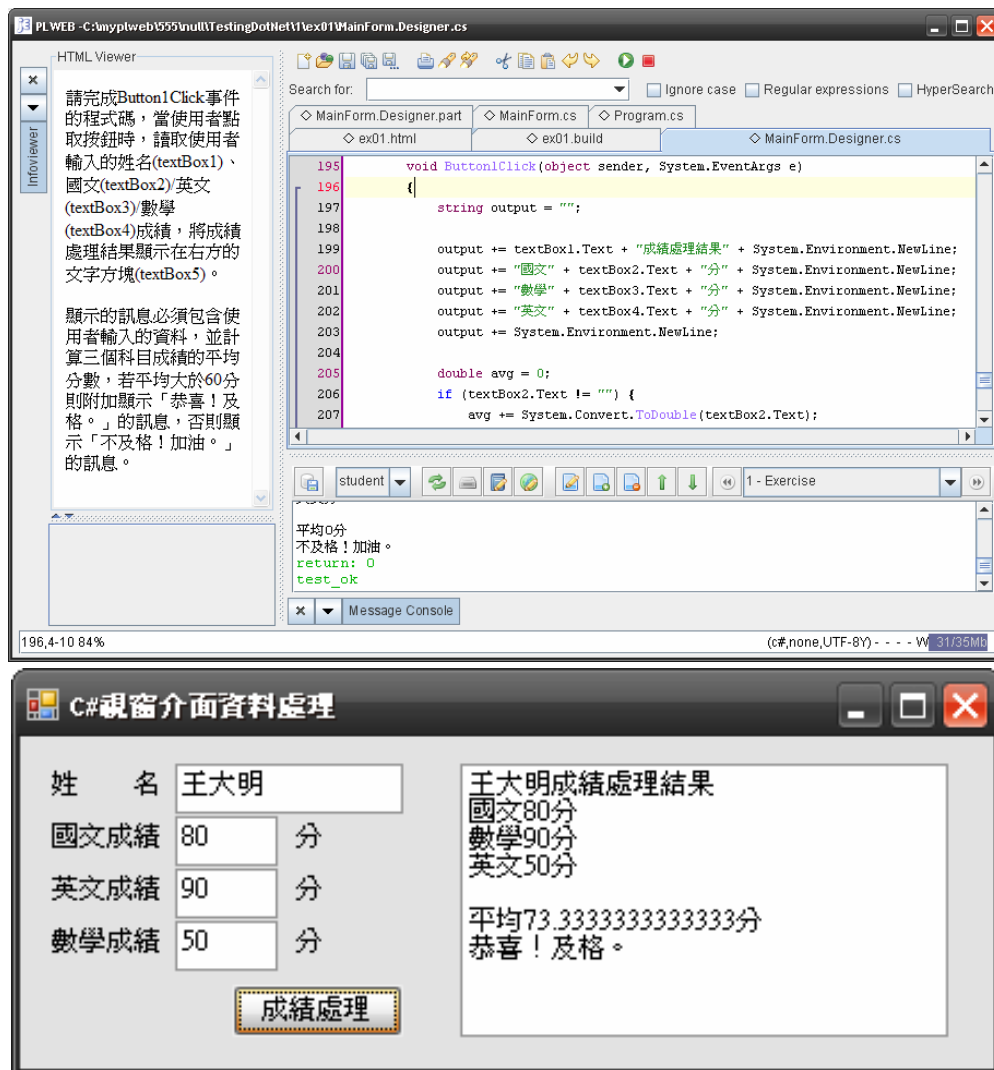 PLWEB -C:\myplweb\555\null\TestingDotNet\1\ex01\MainForm.Designer.cs
HTML Viewer
Infoviewer
請完成Button1Click事件
的程式碼，當使用者點
取按鈕時，讀取使用者
輸入的姓名(textBox1)、
國文(textBox2)/英文
(textBox3)/數學
(textBox4)成績，將成績
處理結果顯示在右方的
文字方塊(textBox5)。
顯示的訊息必須包含使
用者輸入的資料，並計
算三個科目成績的平均
分數，若平均大於60分
則附加顯示「恭喜！及
格。」的訊息，否則顯
示「不及格！加油。」
的訊息。
Search for:
Ignore case
Regular expressions
HyperSearch
MainForm.Designer.part
MainForm.cs
Program.cs
ex01.html
ex01.build
MainForm.Designer.cs
195 void Button1Click(object sender, System.EventArgs e)
196 {
197 string output = "";
198
199 output += textBox1.Text + "成績處理結果" + System.Environment.NewLine;
200 output += "國文" + textBox2.Text + "分" + System.Environment.NewLine;
201 output += "數學" + textBox3.Text + "分" + System.Environment.NewLine;
202 output += "英文" + textBox4.Text + "分" + System.Environment.NewLine;
203 output += System.Environment.NewLine;
204
205 double avg = 0;
206 if (textBox2.Text != "") {
207 avg += System.Convert.ToDouble(textBox2.Text);
student
1 - Exercise
平均0分
不及格！加油。
return: 0
test_ok
Message Console
196,4-10 84%
(c#,none,UTF-8Y) - - - - W 31/35Mb
C#視窗介面資料處理
姓 名 王大明
國文成績 80 分
英文成績 90 分
數學成績 50 分
成績處理
王大明成績處理結果
國文80分
數學90分
英文50分
平均73.3333333333333分
恭喜！及格。